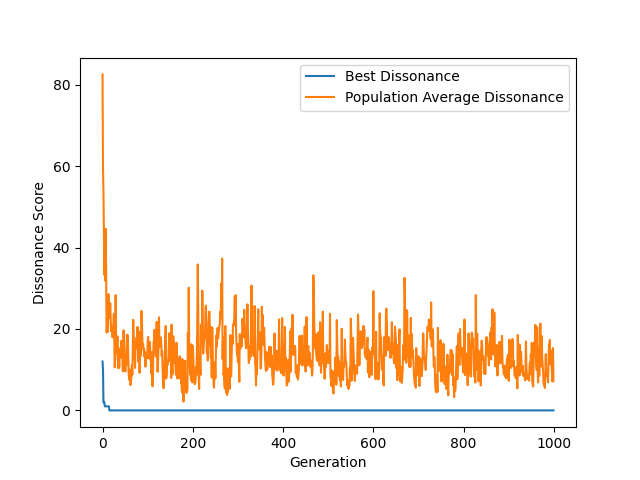 Best Dissonance
Population Average Dissonance
80
60
40
20
0
Dissonance Score
0 200 400 600 800 1000
Generation